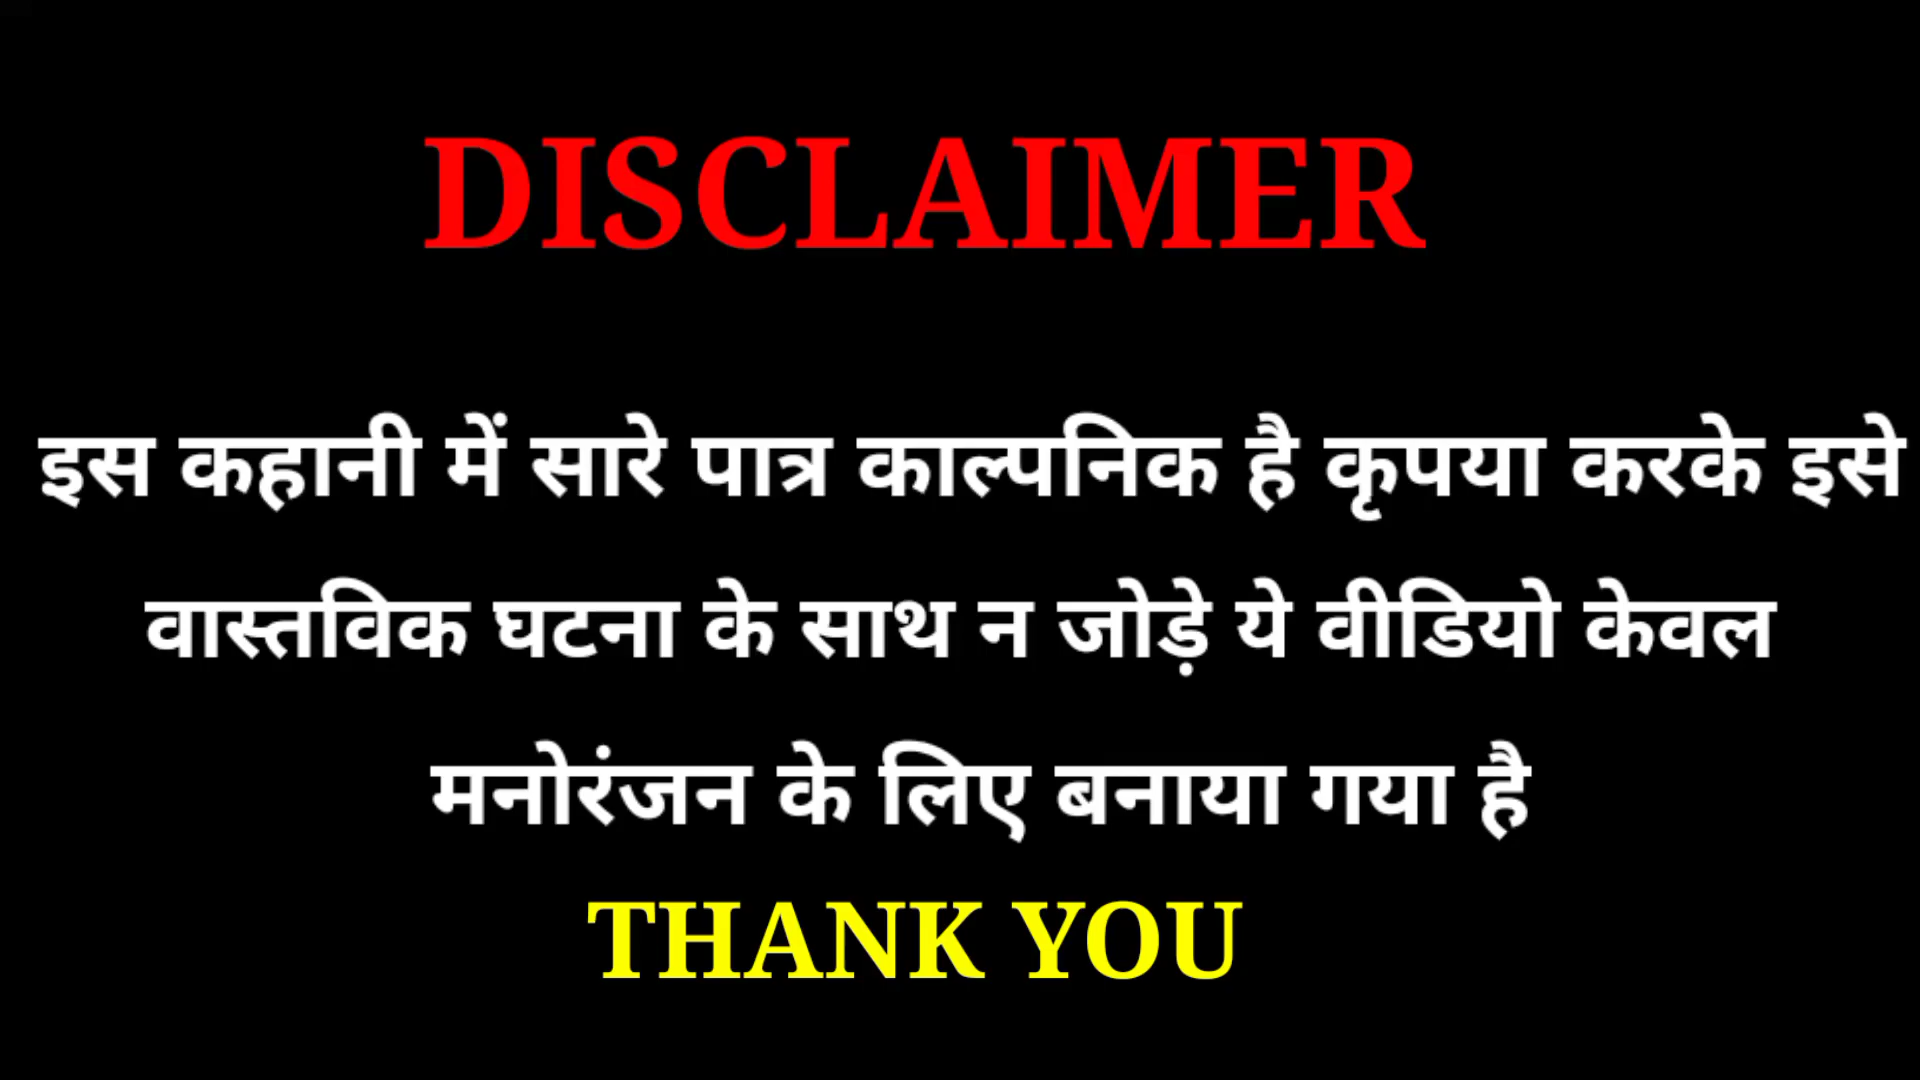 DISCLAIMER
इस कहानी में सारे पात्र काल्पनिक है कृपया करके इसे
वास्तविक घटना के साथ न जोड़े ये वीडियो केवल
मनोरंजन के लिए बनाया गया है
THANK YOU